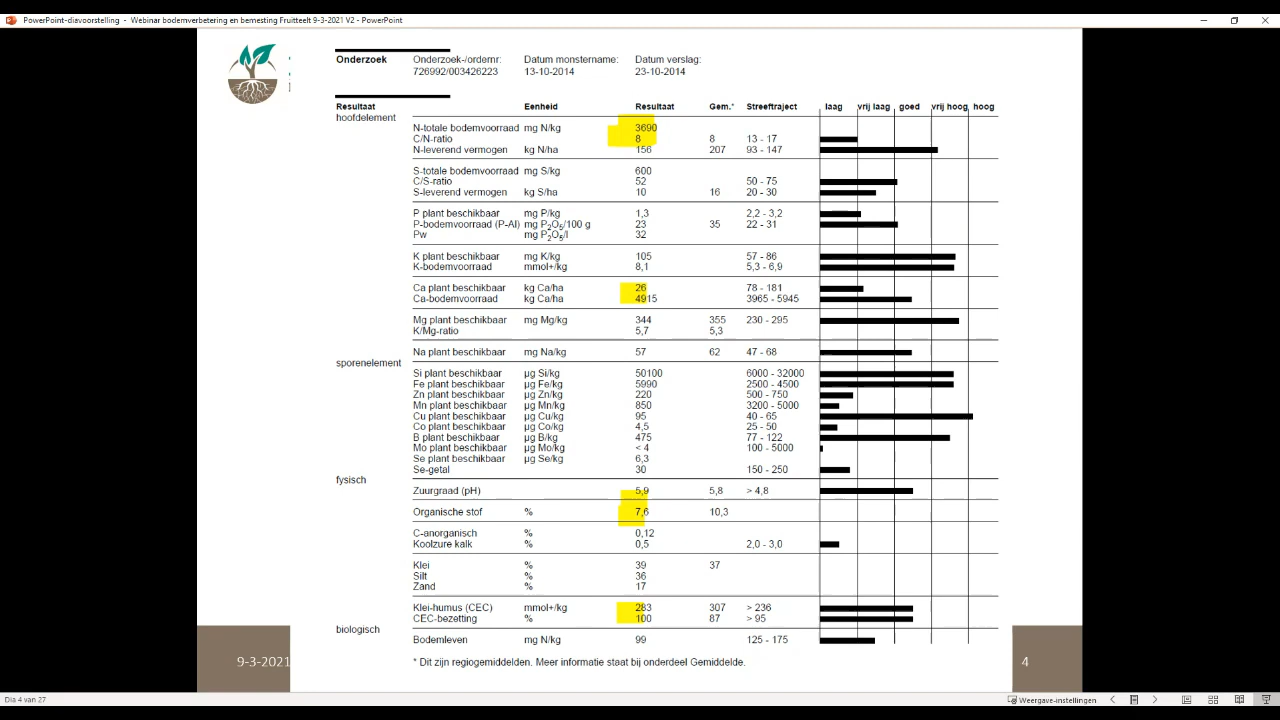 PowerPoint-diavoorstelling - Webinar bodemverbetering en bemesting Fruitteelt 9-3-2021 V2 - PowerPoint
Onderzoek Onderzoek-/ordernr: Datum monstername: Datum verslag:
726992/003426223 13-10-2014 23-10-2014
Resultaat Eenheid Resultaat Gem.* Streeftraject laag vrij laag goed vrij hoog hoog
hoofdelement
N-totale bodemvoorraad mg N/kg 3690
C/N-ratio 8 8 13 - 17
N-leverend vermogen kg N/ha 156 207 93 - 147
S-totale bodemvoorraad mg S/kg 600
C/S-ratio 52 50 - 75
S-leverend vermogen kg S/ha 10 16 20 - 30
P plant beschikbaar mg P/kg 1,3 2,2 - 3,2
P-bodemvoorraad (P-Al) mg P2O5/100 g 23 35 22 - 31
Pw mg P2O5/l 32
K plant beschikbaar mg K/kg 105 57 - 86
K-bodemvoorraad mmol+/kg 8,1 5,3 - 6,9
Ca plant beschikbaar kg Ca/ha 26 78 - 181
Ca-bodemvoorraad kg Ca/ha 4915 3965 - 5945
Mg plant beschikbaar mg Mg/kg 344 355 230 - 295
K/Mg-ratio 5,7 5,3
Na plant beschikbaar mg Na/kg 57 62 47 - 68
sporenelement
Si plant beschikbaar µg Si/kg 50100 6000 - 32000
Fe plant beschikbaar µg Fe/kg 5990 2500 - 4500
Zn plant beschikbaar µg Zn/kg 220 500 - 750
Mn plant beschikbaar µg Mn/kg 850 3200 - 5000
Cu plant beschikbaar µg Cu/kg 95 40 - 65
Co plant beschikbaar µg Co/kg 4,5 25 - 50
B plant beschikbaar µg B/kg 475 77 - 122
Mo plant beschikbaar µg Mo/kg < 4 100 - 5000
Se plant beschikbaar µg Se/kg 6,3
Se-getal 30 150 - 250
fysisch
Zuurgraad (pH) 5,9 5,8 > 4,8
Organische stof % 7,6 10,3
C-anorganisch % 0,12
Koolzure kalk % 0,5 2,0 - 3,0
Klei % 39 37
Silt % 36
Zand % 17
Klei-humus (CEC) mmol+/kg 283 307 > 236
CEC-bezetting % 100 87 > 95
biologisch
Bodemleven mg N/kg 99 125 - 175
* Dit zijn regiogemiddelden. Meer informatie staat bij onderdeel Gemiddelde.
9-3-2021 4
Dia 4 van 27 Weergave-instellingen